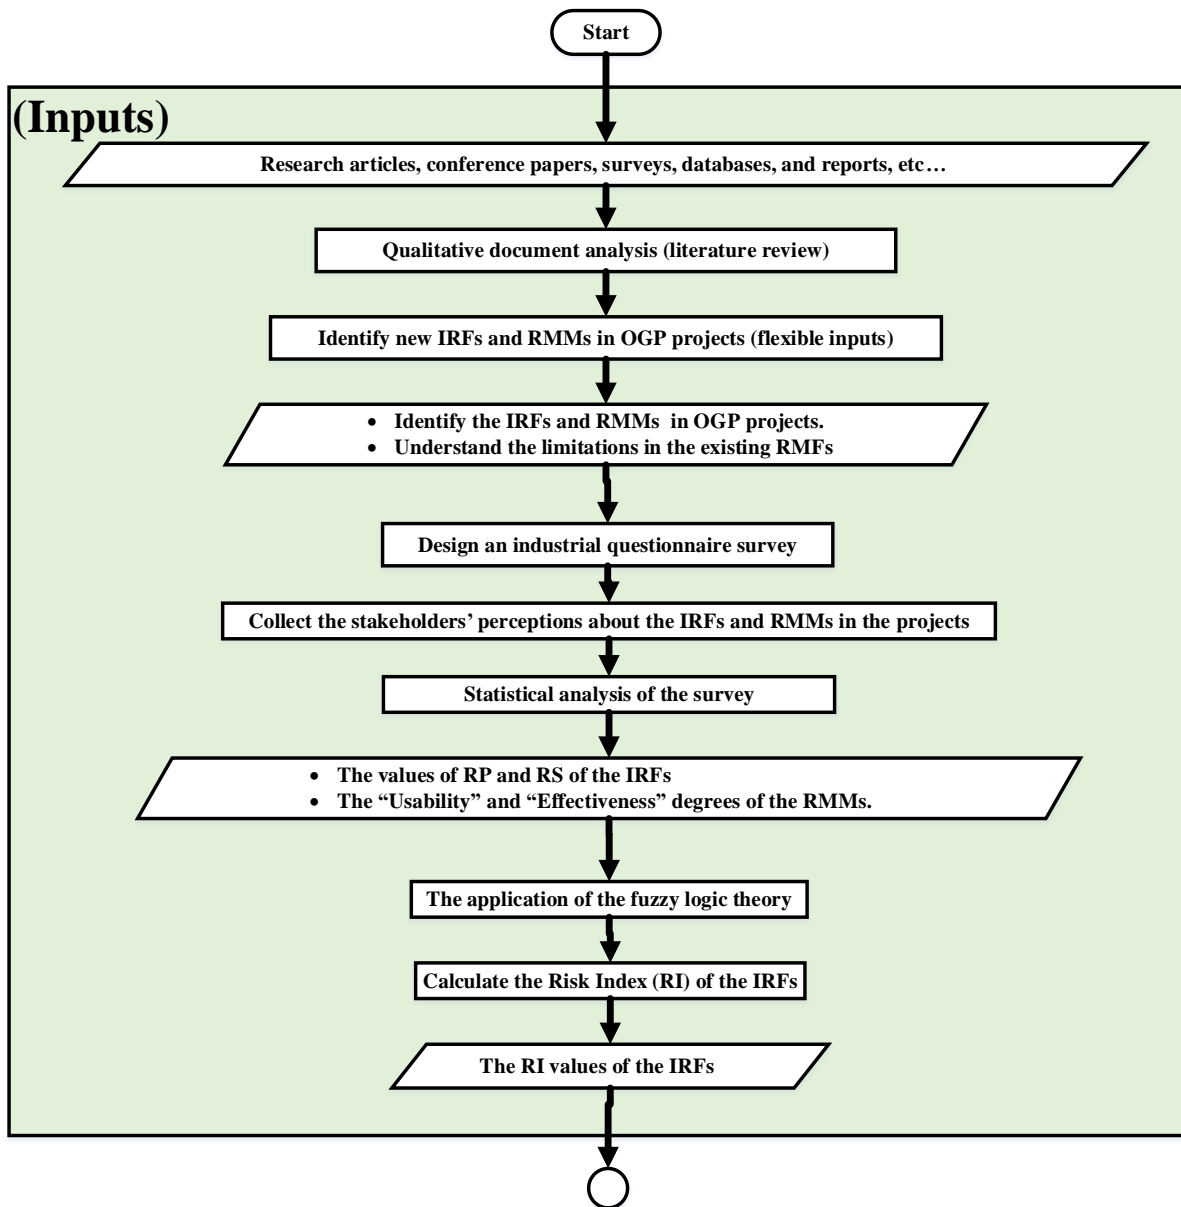 Start
(Inputs)
Research articles, conference papers, surveys, databases, and reports, etc…
Qualitative document analysis (literature review)
Identify new IRFs and RMMs in OGP projects (flexible inputs)
• Identify the IRFs and RMMs in OGP projects.
• Understand the limitations in the existing RMFs
Design an industrial questionnaire survey
Collect the stakeholders’ perceptions about the IRFs and RMMs in the projects
Statistical analysis of the survey
• The values of RP and RS of the IRFs
• The “Usability” and “Effectiveness” degrees of the RMMs.
The application of the fuzzy logic theory
Calculate the Risk Index (RI) of the IRFs
The RI values of the IRFs